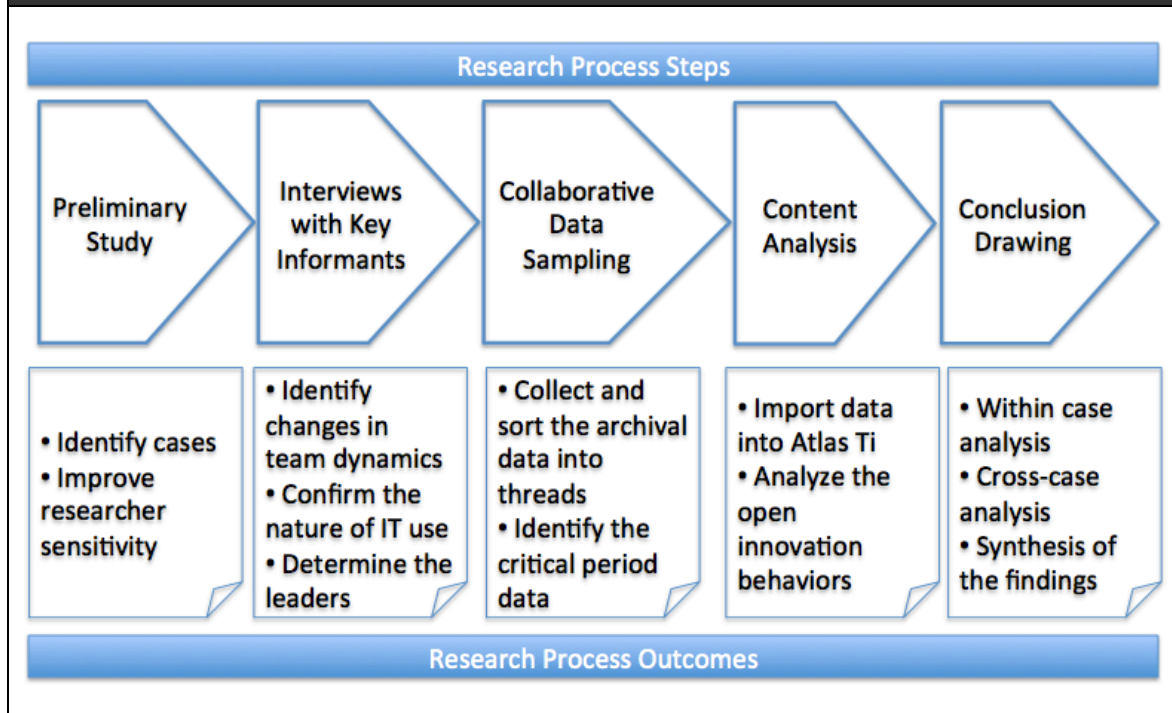 Research Process Steps
Preliminary
Study
Interviews
with Key
Informants
Collaborative
Data
Sampling
Content
Analysis
Conclusion
Drawing
• Identify cases
• Improve
researcher
sensitivity
• Identify
changes in
team dynamics
• Confirm the
nature of IT use
• Determine the
leaders
• Collect and
sort the archival
data into
threads
• Identify the
critical period
data
• Import data
into Atlas Ti
• Analyze the
open
innovation
behaviors
• Within case
analysis
• Cross-case
analysis
• Synthesis of
the findings
Research Process Outcomes